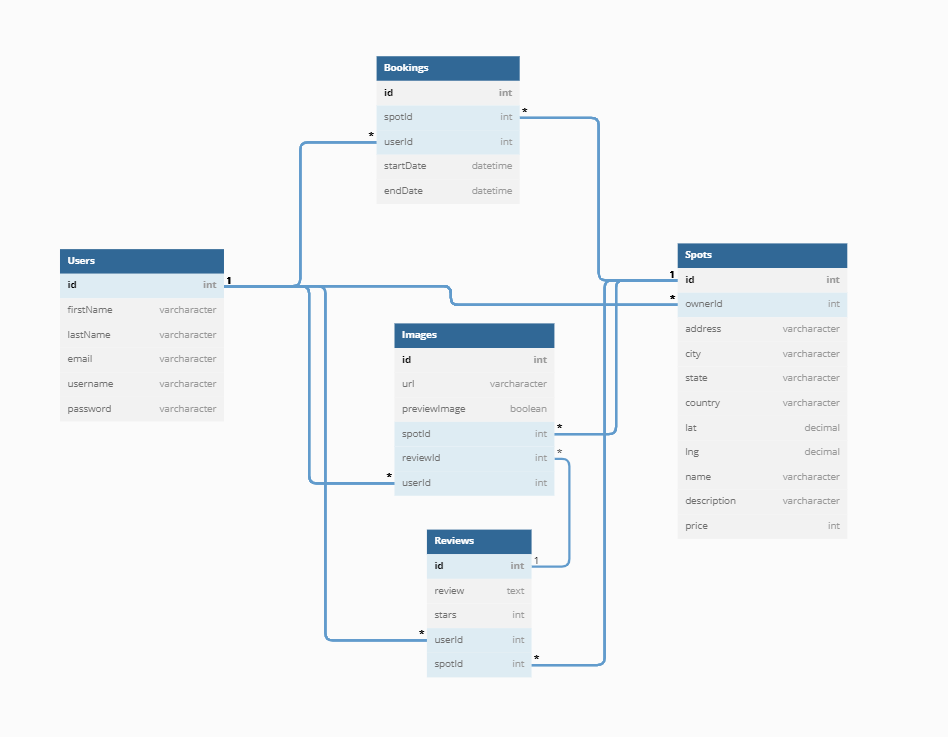 Bookings
id int
spotId int *
* userId int
startDate datetime
endDate datetime
Users
id int 1
firstName varcharacter
lastName varcharacter
email varcharacter
username varcharacter
password varcharacter
Spots
1 id int
* ownerId int
address varcharacter
city varcharacter
state varcharacter
country varcharacter
lat decimal
lng decimal
name varcharacter
description varcharacter
price int
Images
id int
url varcharacter
previewImage boolean
spotId int *
reviewId int *
* userId int
Reviews
id int 1
review text
stars int
* userId int
spotId int *